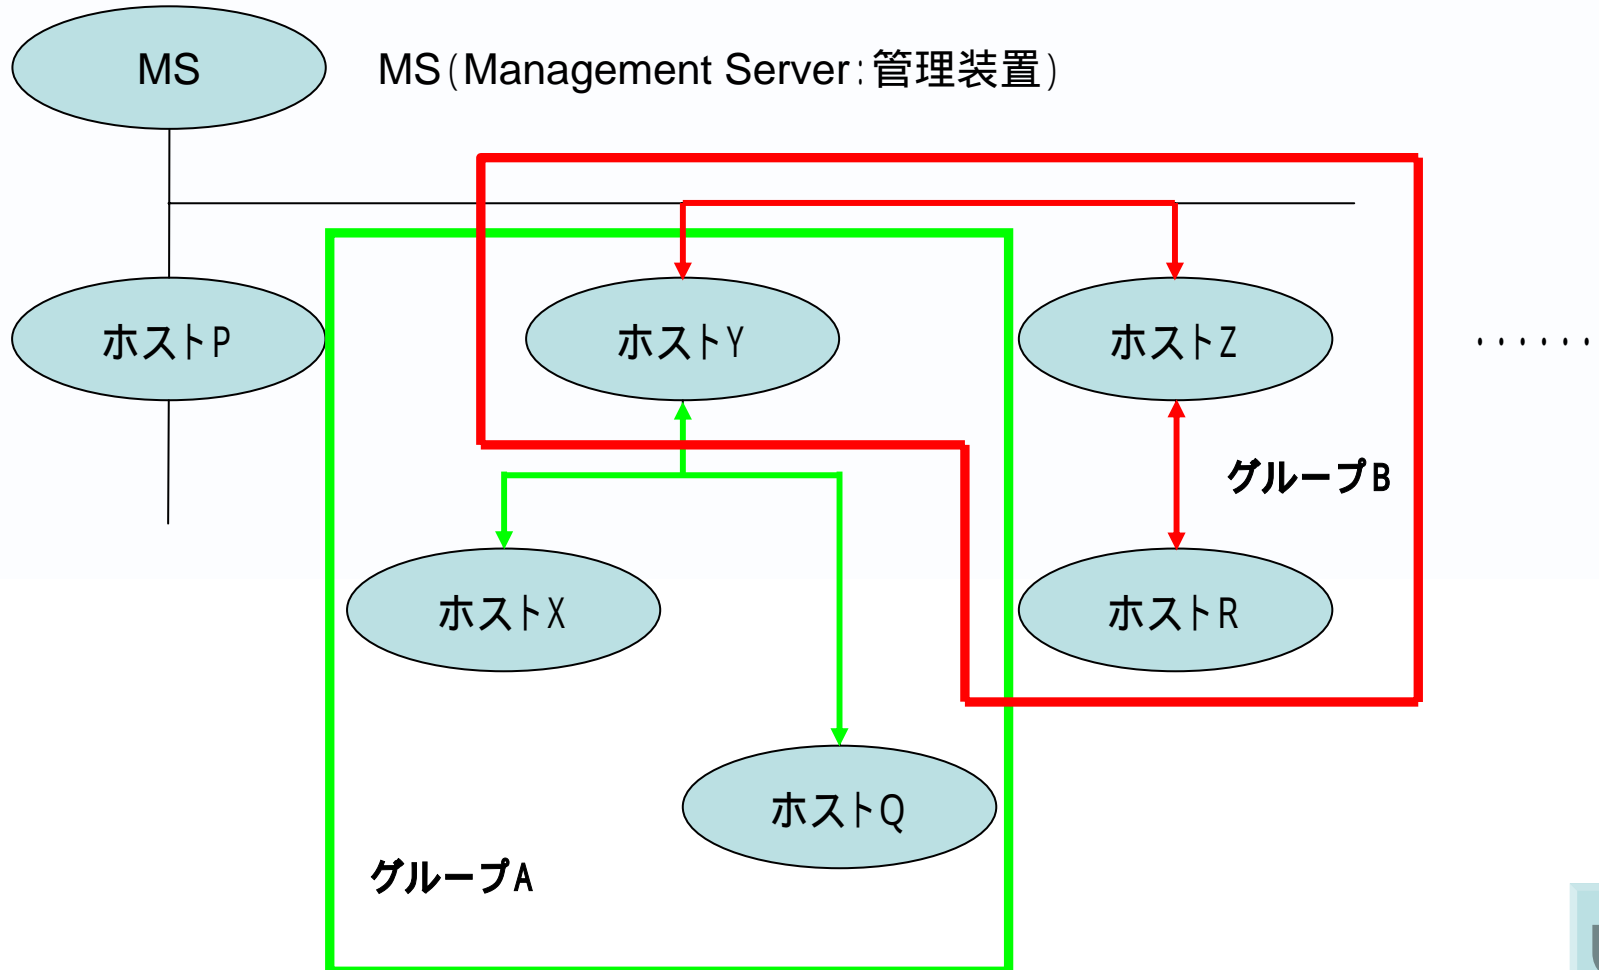 MS
MS(Management Server:管理装置)
ホストP
ホストY
ホストZ
・・・・・・
グループB
ホストX
ホストR
ホストQ
グループA